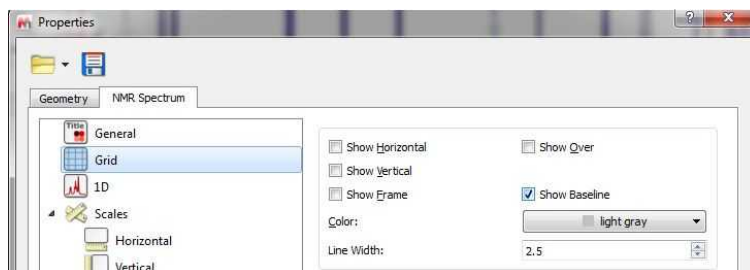 Properties
Geometry NMR Spectrum
Title
General
Grid
1D
Scales
Horizontal
Vertical
Show Horizontal Show Over
Show Vertical
Show Frame Show Baseline
Color: light gray
Line Width: 2.5